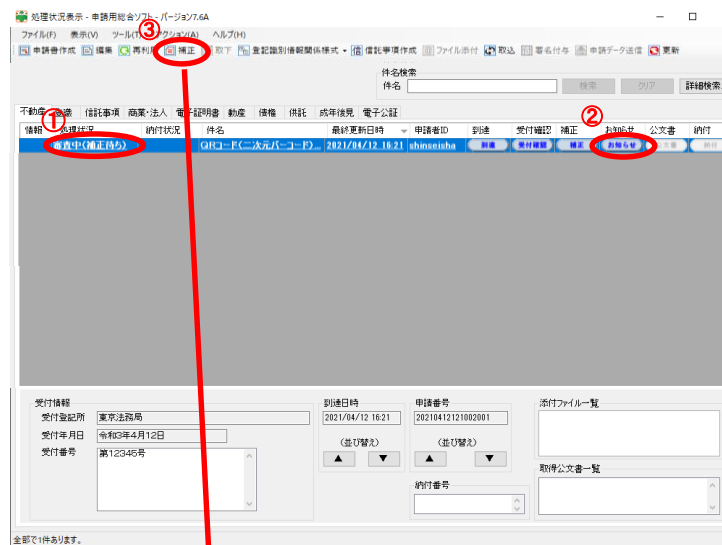 処理状況表示 - 申請用総合ソフト - バージョン7.6A
ファイル(F) 表示(V) ツール(T) アクション(A) ヘルプ(H)
③
申請書作成 編集 再利用 補正 取下 登記識別情報関係様式 信託事項作成 ファイル添付 取込 署名付与 申請データ送信 更新
件名検索
件名 検索 クリア 詳細検索
不動産 信託事項 商業・法人 電子証明書 動産 債権 供託 成年後見 電子公証
① ②
情報 処理状況 納付状況 件名 最終更新日時 申請者ID 到達 受付確認 補正 お知らせ 公文書 納付
審査中(補正待ち) QRコード(二次元バーコード)... 2021/04/12 16:21 shinseisha 到達 受付確認 補正 お知らせ 公文書 納付
受付情報 到達日時 申請番号 添付ファイル一覧
受付登記所 東京法務局 2021/04/12 16:21 20210412121002001
受付年月日 令和3年4月12日 (並び替え) (並び替え)
受付番号 第12345号 ▲ ▼ ▲ ▼
取得公文書一覧
納付番号
全部で1件あります。